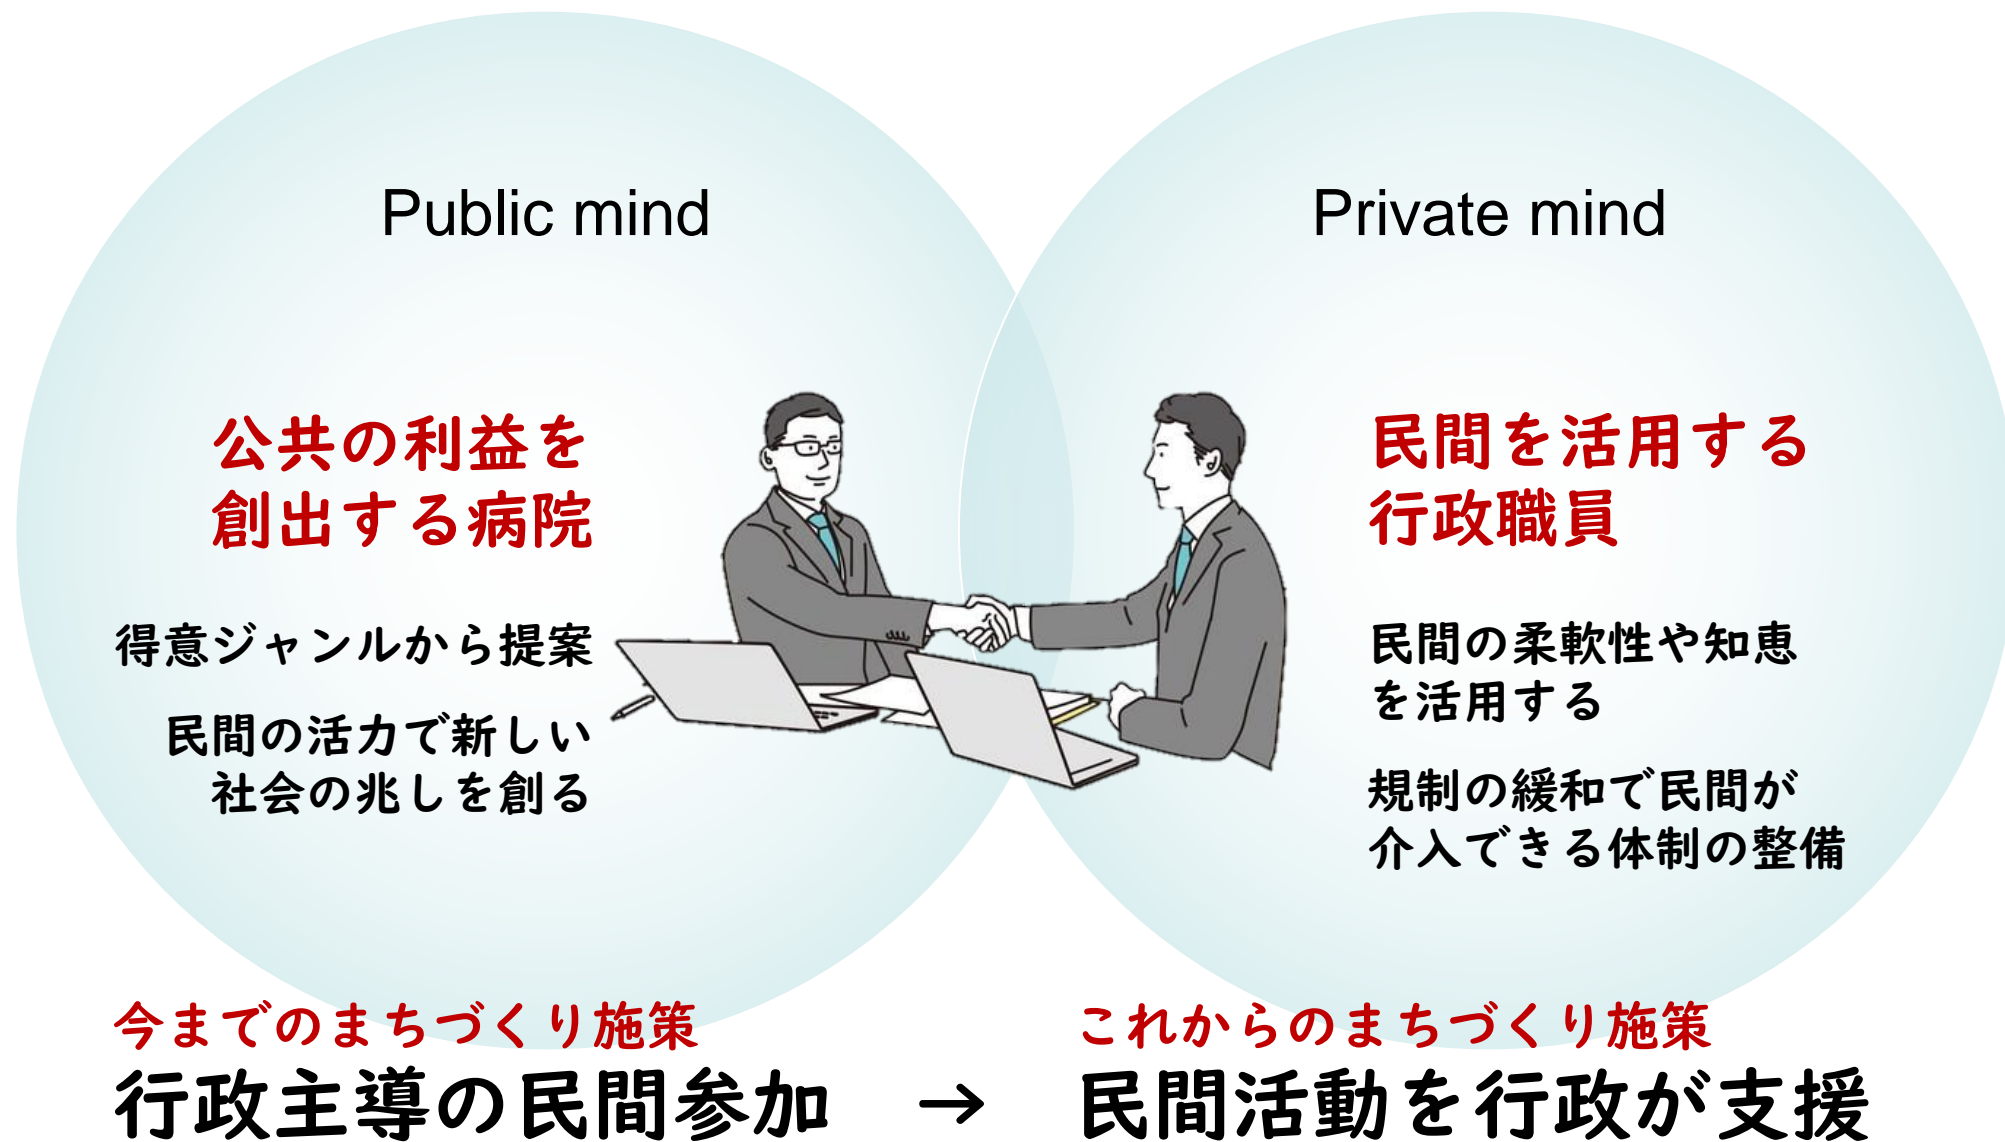 Public mind
公共の利益を
創出する病院
得意ジャンルから提案
民間の活力で新しい
社会の兆しを創る
Private mind
民間を活用する
行政職員
民間の柔軟性や知恵
を活用する
規制の緩和で民間が
介入できる体制の整備
今までのまちづくり施策
行政主導の民間参加
→
これからのまちづくり施策
民間活動を行政が支援